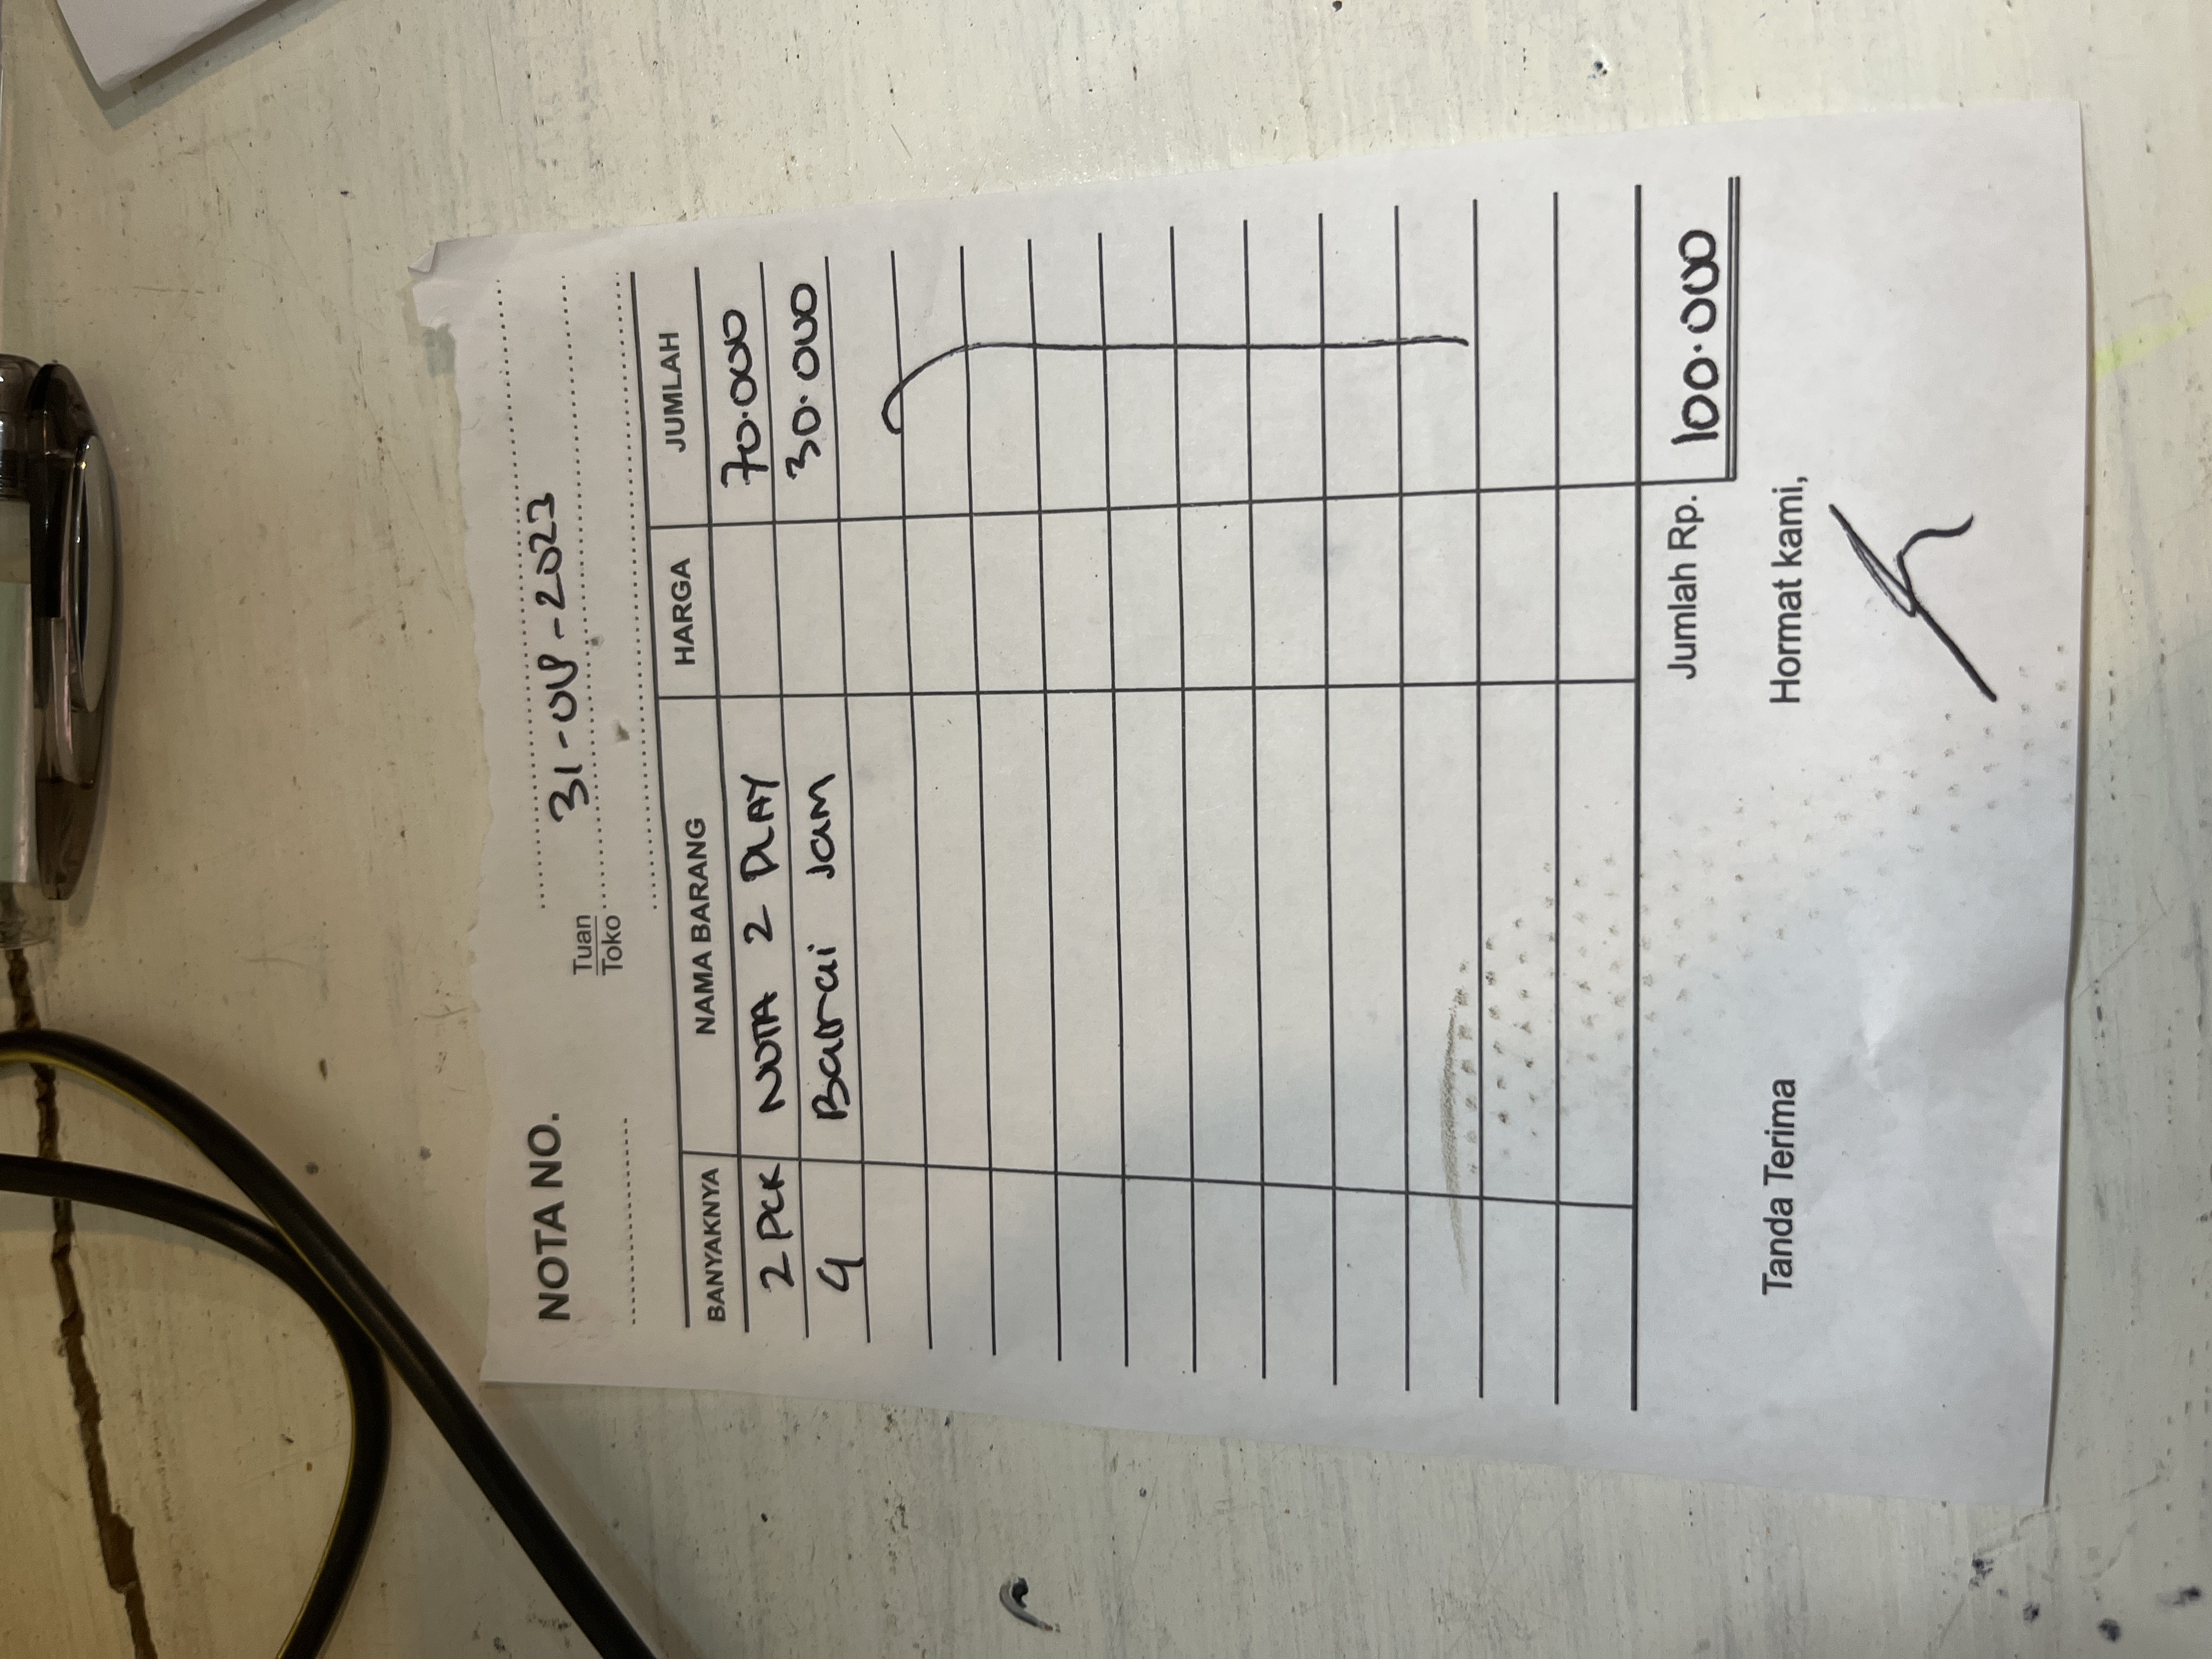 NOTA NO.
31-08-2023
Tuan
Toko
BANYAKNYA NAMA BARANG HARGA JUMLAH
2 PCK NOTA 2 PLAY 70.000
4 Batrai Jam 30.000
Jumlah Rp. 100.000
Tanda Terima Hormat kami,